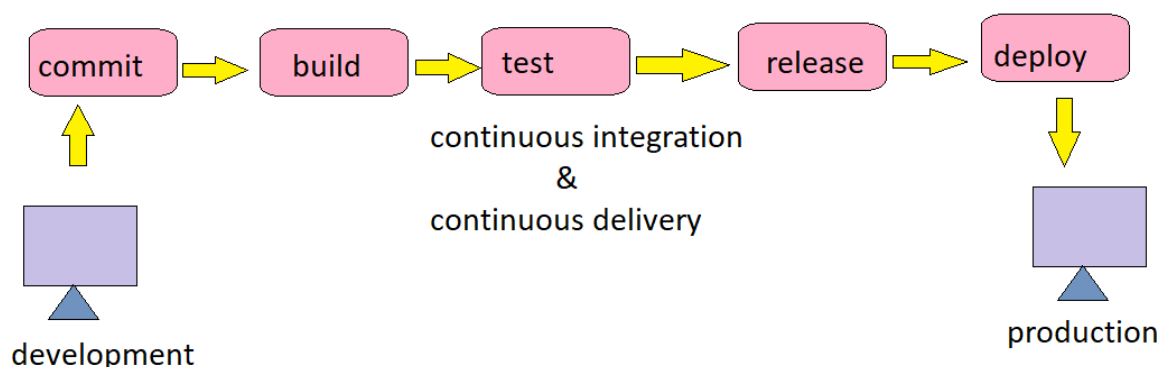 commit
build
test
release
deploy
continuous integration
&
continuous delivery
development
production